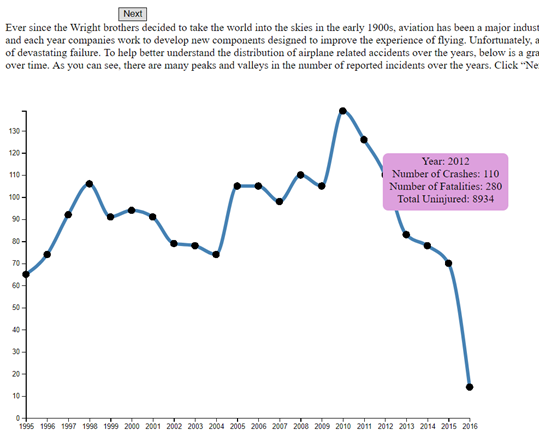 Next
Ever since the Wright brothers decided to take the world into the skies in the early 1900s, aviation has been a major indust
and each year companies work to develop new components designed to improve the experience of flying. Unfortunately, a
of devastating failure. To help better understand the distribution of airplane related accidents over the years, below is a gra
over time. As you can see, there are many peaks and valleys in the number of reported incidents over the years. Click “Ne
130
120
110
100
90
80
70
60
50
40
30
20
10
0
Year: 2012
Number of Crashes: 110
Number of Fatalities: 280
Total Uninjured: 8934
1995 1996 1997 1998 1999 2000 2001 2002 2003 2004 2005 2006 2007 2008 2009 2010 2011 2012 2013 2014 2015 2016